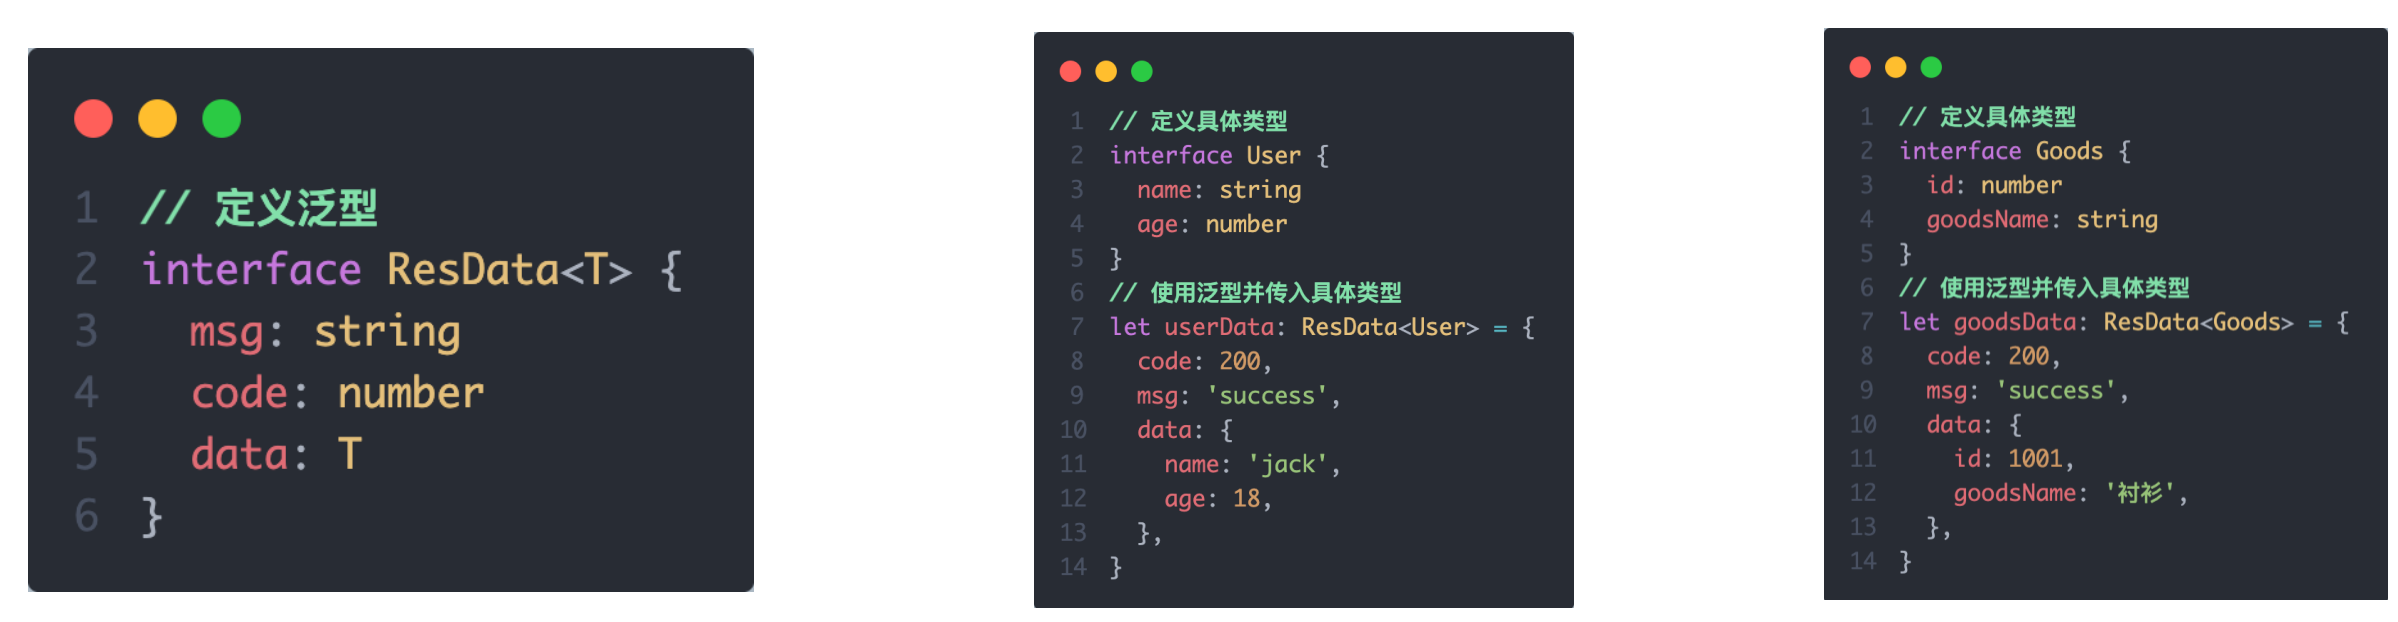 1 // 定义泛型
2 interface ResData<T> {
3   msg: string
4   code: number
5   data: T
6 }
1 // 定义具体类型
2 interface User {
3   name: string
4   age: number
5 }
6 // 使用泛型并传入具体类型
7 let userData: ResData<User> = {
8   code: 200,
9   msg: 'success',
10   data: {
11     name: 'jack',
12     age: 18,
13   },
14 }
1 // 定义具体类型
2 interface Goods {
3   id: number
4   goodsName: string
5 }
6 // 使用泛型并传入具体类型
7 let goodsData: ResData<Goods> = {
8   code: 200,
9   msg: 'success',
10   data: {
11     id: 1001,
12     goodsName: '衬衫',
13   },
14 }